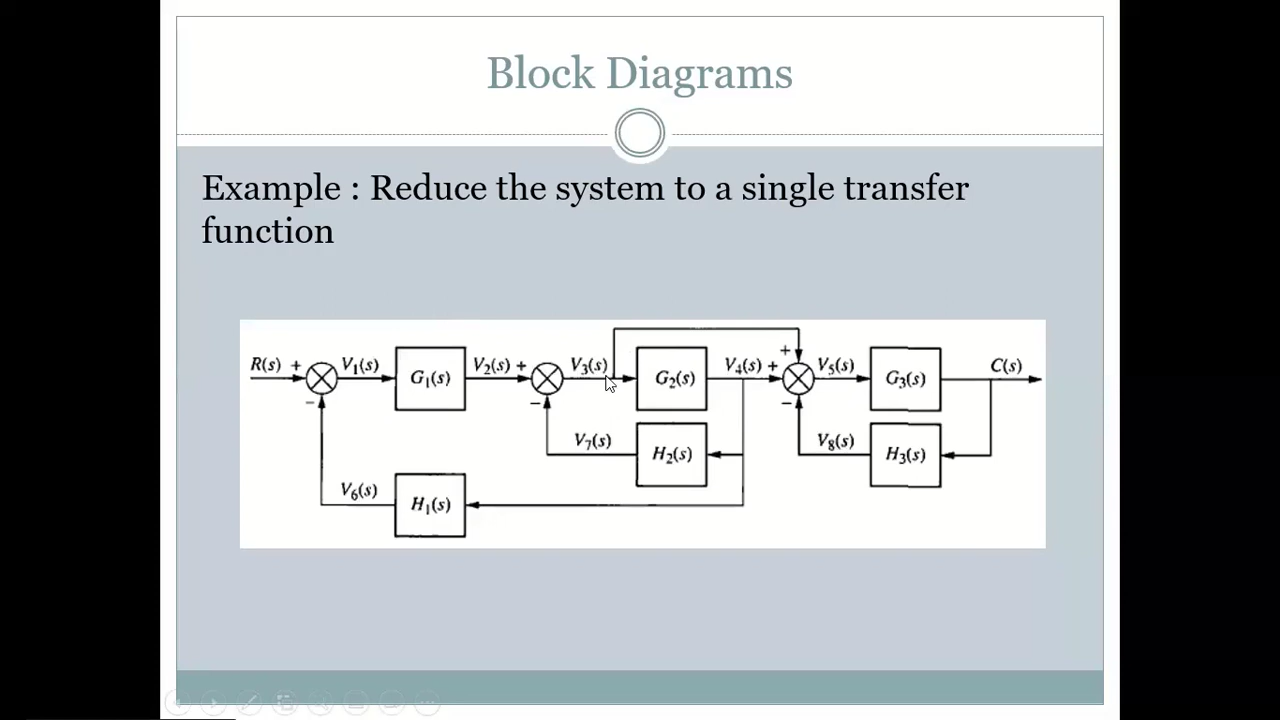 Block Diagrams
Example : Reduce the system to a single transfer
function
R(s) + V₁(s) G₁(s) V₂(s) + V₃(s) G₂(s) V₄(s) + + V₅(s) G₃(s) C(s)
− − −
V₇(s) H₂(s) V₈(s) H₃(s)
V₆(s) H₁(s)